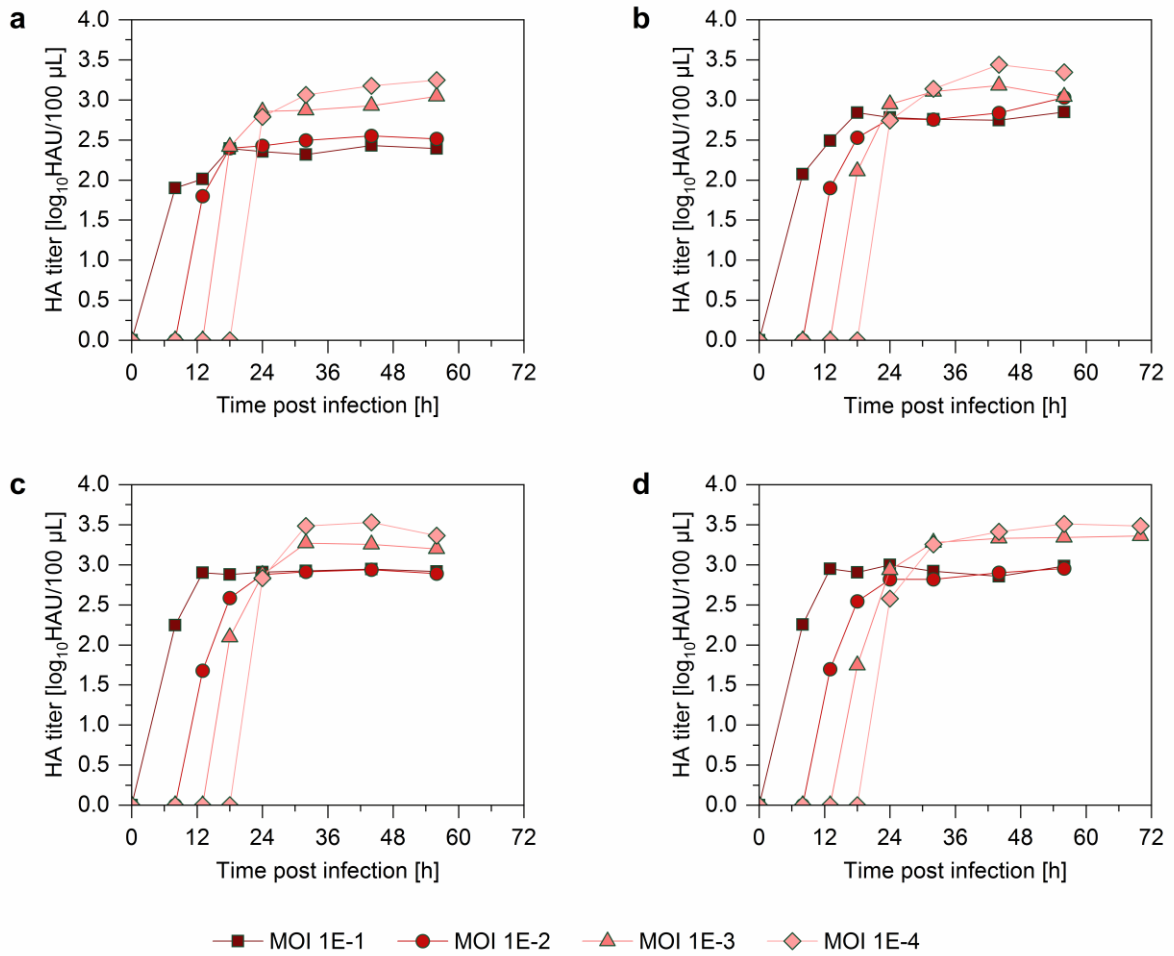 a
4.0
3.5
3.0
2.5
2.0
1.5
1.0
0.5
0.0
HA titer [log₁₀HAU/100 µL]
0 12 24 36 48 60 72
Time post infection [h]
b
4.0
3.5
3.0
2.5
2.0
1.5
1.0
0.5
0.0
HA titer [log₁₀HAU/100 µL]
0 12 24 36 48 60 72
Time post infection [h]
c
4.0
3.5
3.0
2.5
2.0
1.5
1.0
0.5
0.0
HA titer [log₁₀HAU/100 µL]
0 12 24 36 48 60 72
Time post infection [h]
d
4.0
3.5
3.0
2.5
2.0
1.5
1.0
0.5
0.0
HA titer [log₁₀HAU/100 µL]
0 12 24 36 48 60 70
Time post infection [h]
MOI 1E-1 MOI 1E-2 MOI 1E-3 MOI 1E-4